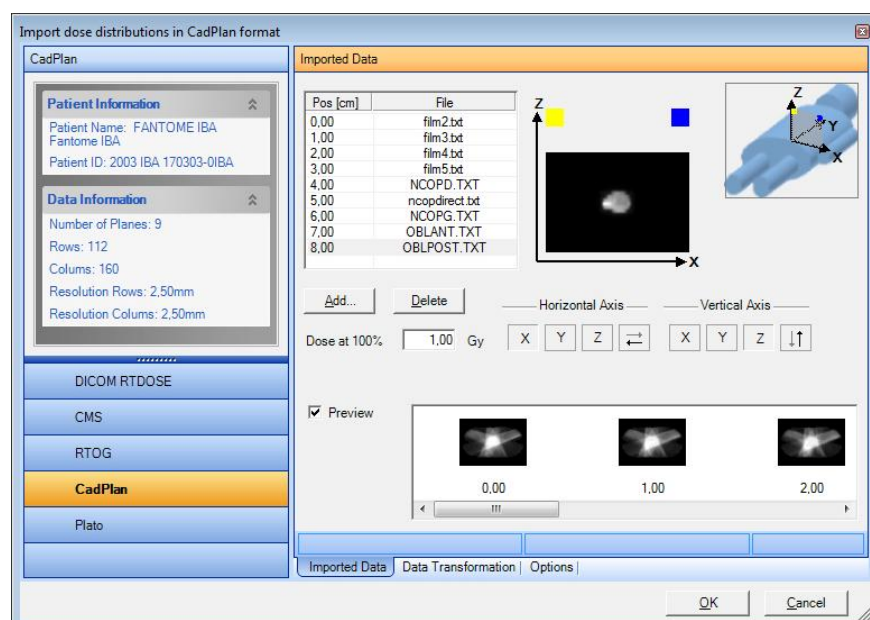 Import dose distributions in CadPlan format
CadPlan
Patient Information
Patient Name: FANTOME IBA
Fantome IBA
Patient ID: 2003 IBA 170303-0IBA
Data Information
Number of Planes: 9
Rows: 112
Colums: 160
Resolution Rows: 2,50mm
Resolution Colums: 2,50mm
DICOM RTDOSE
CMS
RTOG
CadPlan
Plato
Imported Data
Pos [cm] File
0,00 film2.txt
1,00 film3.txt
2,00 film4.txt
3,00 film5.txt
4,00 NCOPD.TXT
5,00 ncopdirect.txt
6,00 NCOPG.TXT
7,00 OBLANT.TXT
8,00 OBLPOST.TXT
Z
X
Z
Y
X
Add... Delete
Horizontal Axis Vertical Axis
Dose at 100% 1,00 Gy X Y Z X Y Z
Preview
0,00 1,00 2,00
Imported Data Data Transformation Options
OK Cancel